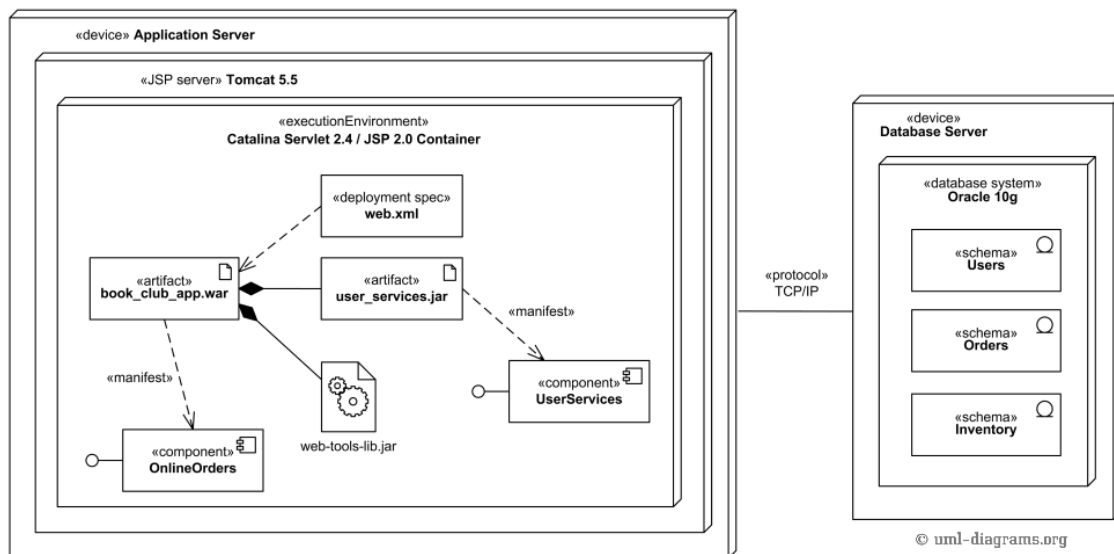 «device» Application Server
«JSP server» Tomcat 5.5
«executionEnvironment»
Catalina Servlet 2.4 / JSP 2.0 Container
«deployment spec»
web.xml
«artifact»
book_club_app.war
«artifact»
user_services.jar
«manifest»
«manifest»
«component»
UserServices
web-tools-lib.jar
«component»
OnlineOrders
«protocol»
TCP/IP
«device»
Database Server
«database system»
Oracle 10g
«schema»
Users
«schema»
Orders
«schema»
Inventory
© uml-diagrams.org